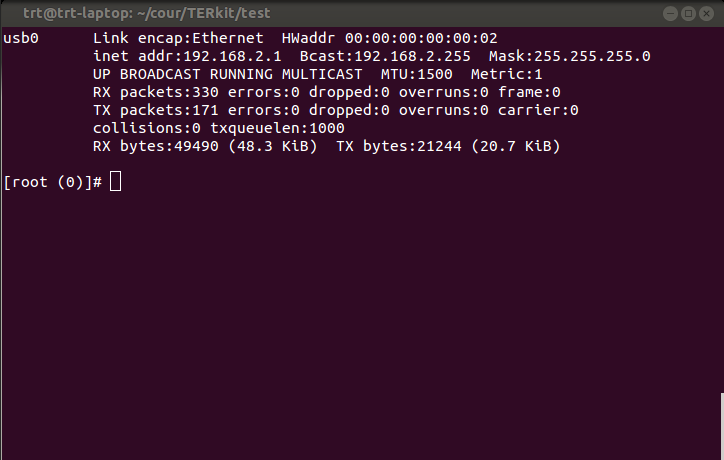 trt@trt-laptop: ~/cour/TERkit/test
usb0 Link encap:Ethernet HWaddr 00:00:00:00:00:02
inet addr:192.168.2.1 Bcast:192.168.2.255 Mask:255.255.255.0
UP BROADCAST RUNNING MULTICAST MTU:1500 Metric:1
RX packets:330 errors:0 dropped:0 overruns:0 frame:0
TX packets:171 errors:0 dropped:0 overruns:0 carrier:0
collisions:0 txqueuelen:1000
RX bytes:49490 (48.3 KiB) TX bytes:21244 (20.7 KiB)
[root (0)]#